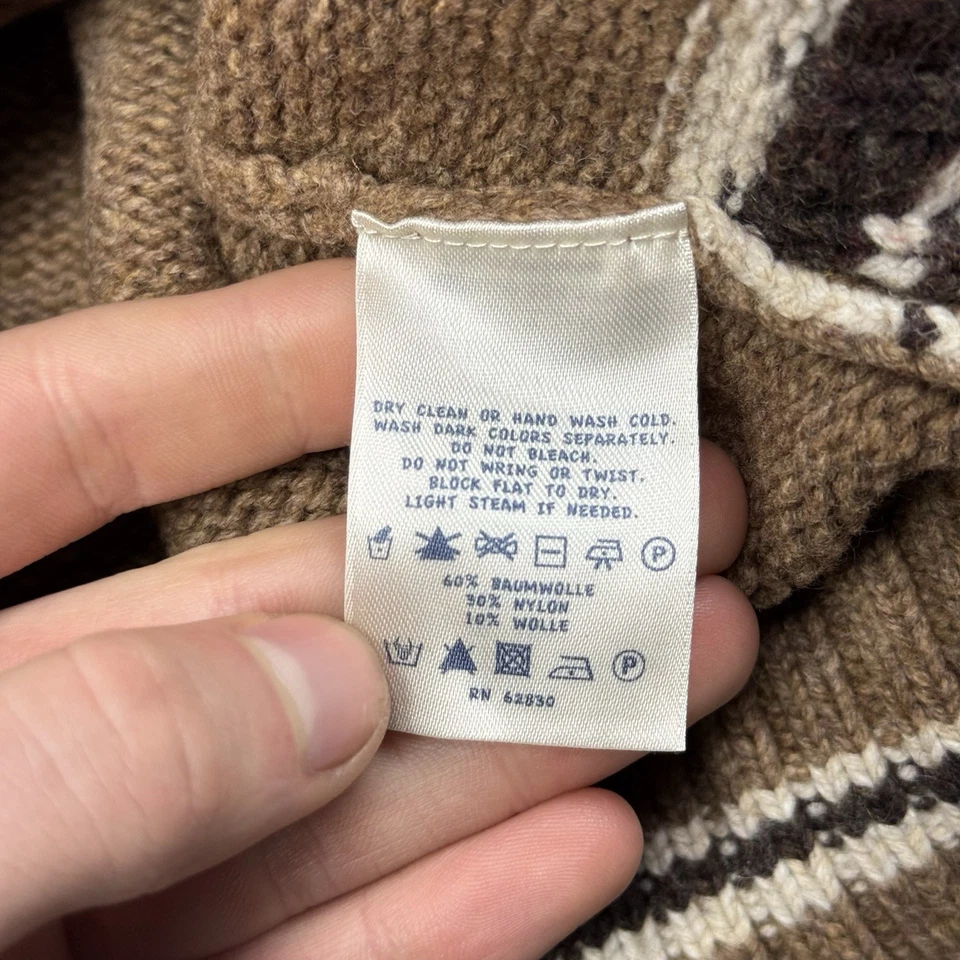 DRY CLEAN OR HAND WASH COLD.
WASH DARK COLORS SEPARATELY.
DO NOT BLEACH.
DO NOT WRING OR TWIST.
BLOCK FLAT TO DRY.
LIGHT STEAM IF NEEDED.
P
60% BAUMWOLLE
30% NYLON
10% WOLLE
P
RN 62830